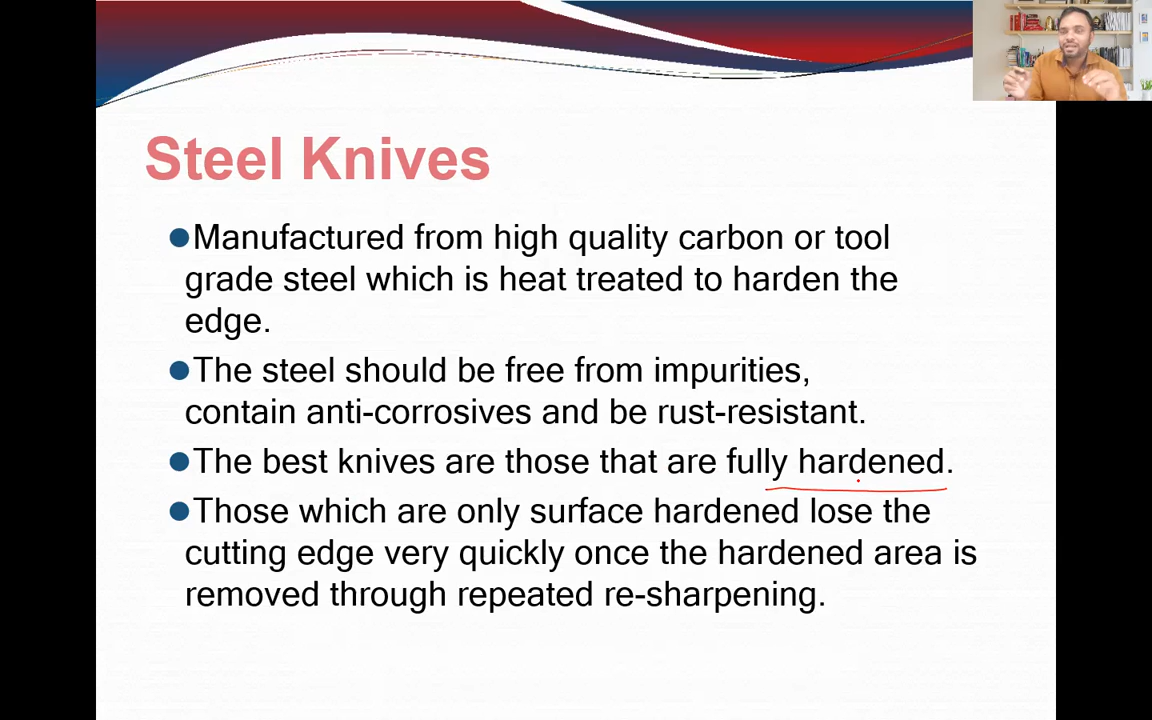 Steel Knives
Manufactured from high quality carbon or tool
grade steel which is heat treated to harden the
edge.
The steel should be free from impurities,
contain anti-corrosives and be rust-resistant.
The best knives are those that are fully hardened.
Those which are only surface hardened lose the
cutting edge very quickly once the hardened area is
removed through repeated re-sharpening.